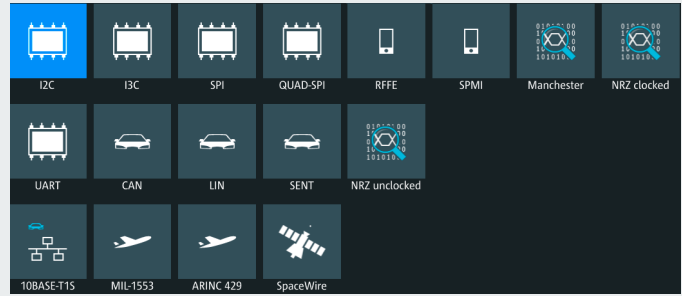 I2C
I3C
SPI
QUAD-SPI
RFFE
SPMI
Manchester
NRZ clocked
UART
CAN
LIN
SENT
NRZ unclocked
10BASE-T1S
MIL-1553
ARINC 429
SpaceWire